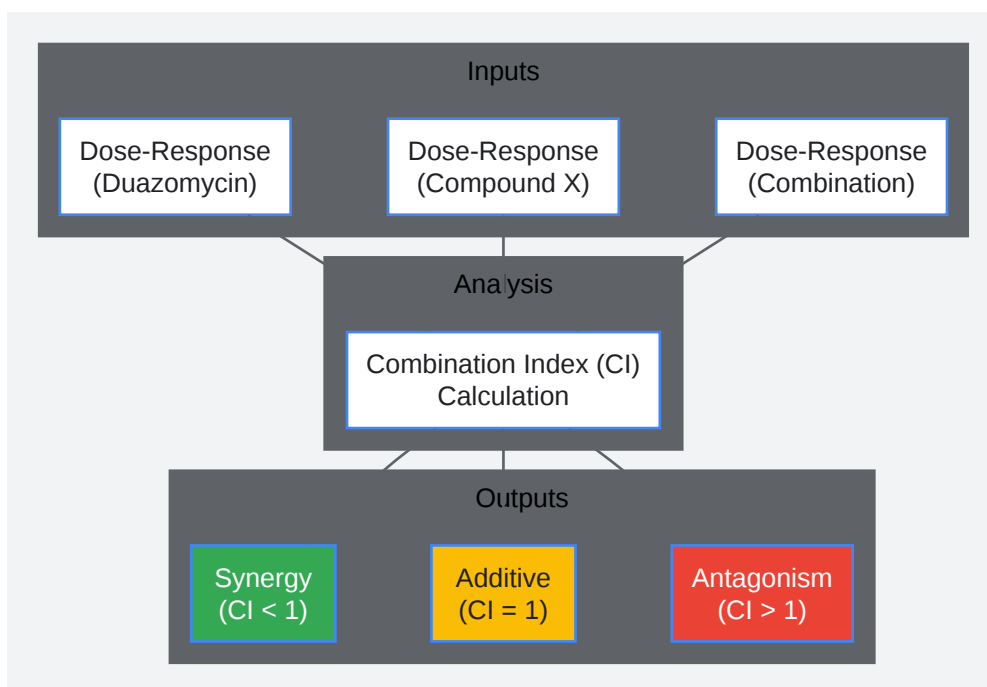 Inputs
Dose-Response
(Duazomycin)
Dose-Response
(Compound X)
Dose-Response
(Combination)
Analysis
Combination Index (CI)
Calculation
Outputs
Synergy
(CI < 1)
Additive
(CI = 1)
Antagonism
(CI > 1)